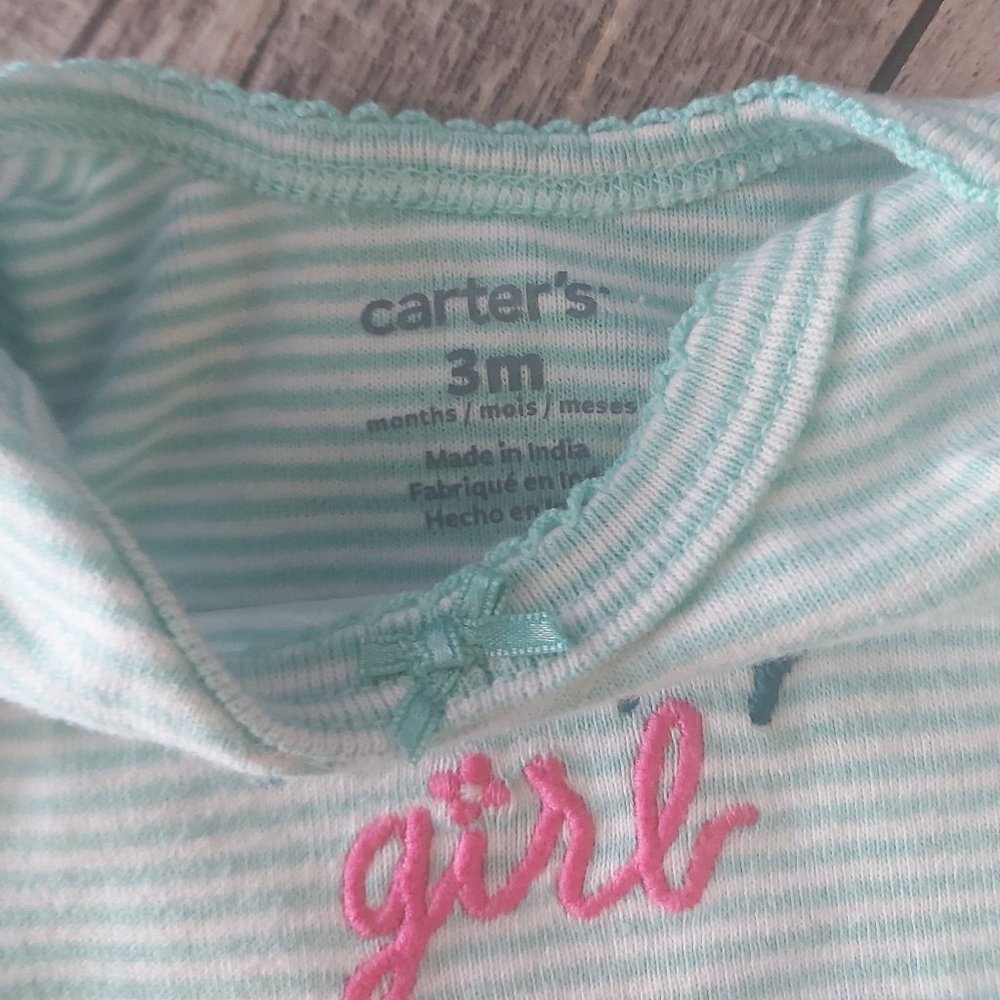 carter's
3m
months / mois / meses
Made in India
Fabriqué en
Hecho en
girl